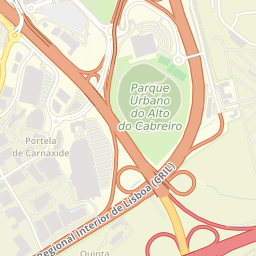 Parque
Urbano
do Alto
do Cabreiro
Portela
de Carnaxide
Regional Interior de Lisboa (CRIL)
Quinta